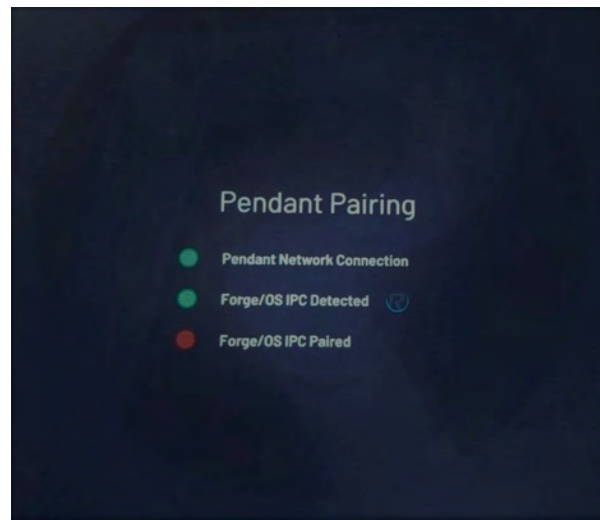 Pendant Pairing
Pendant Network Connection
Forge/OS IPC Detected
Forge/OS IPC Paired